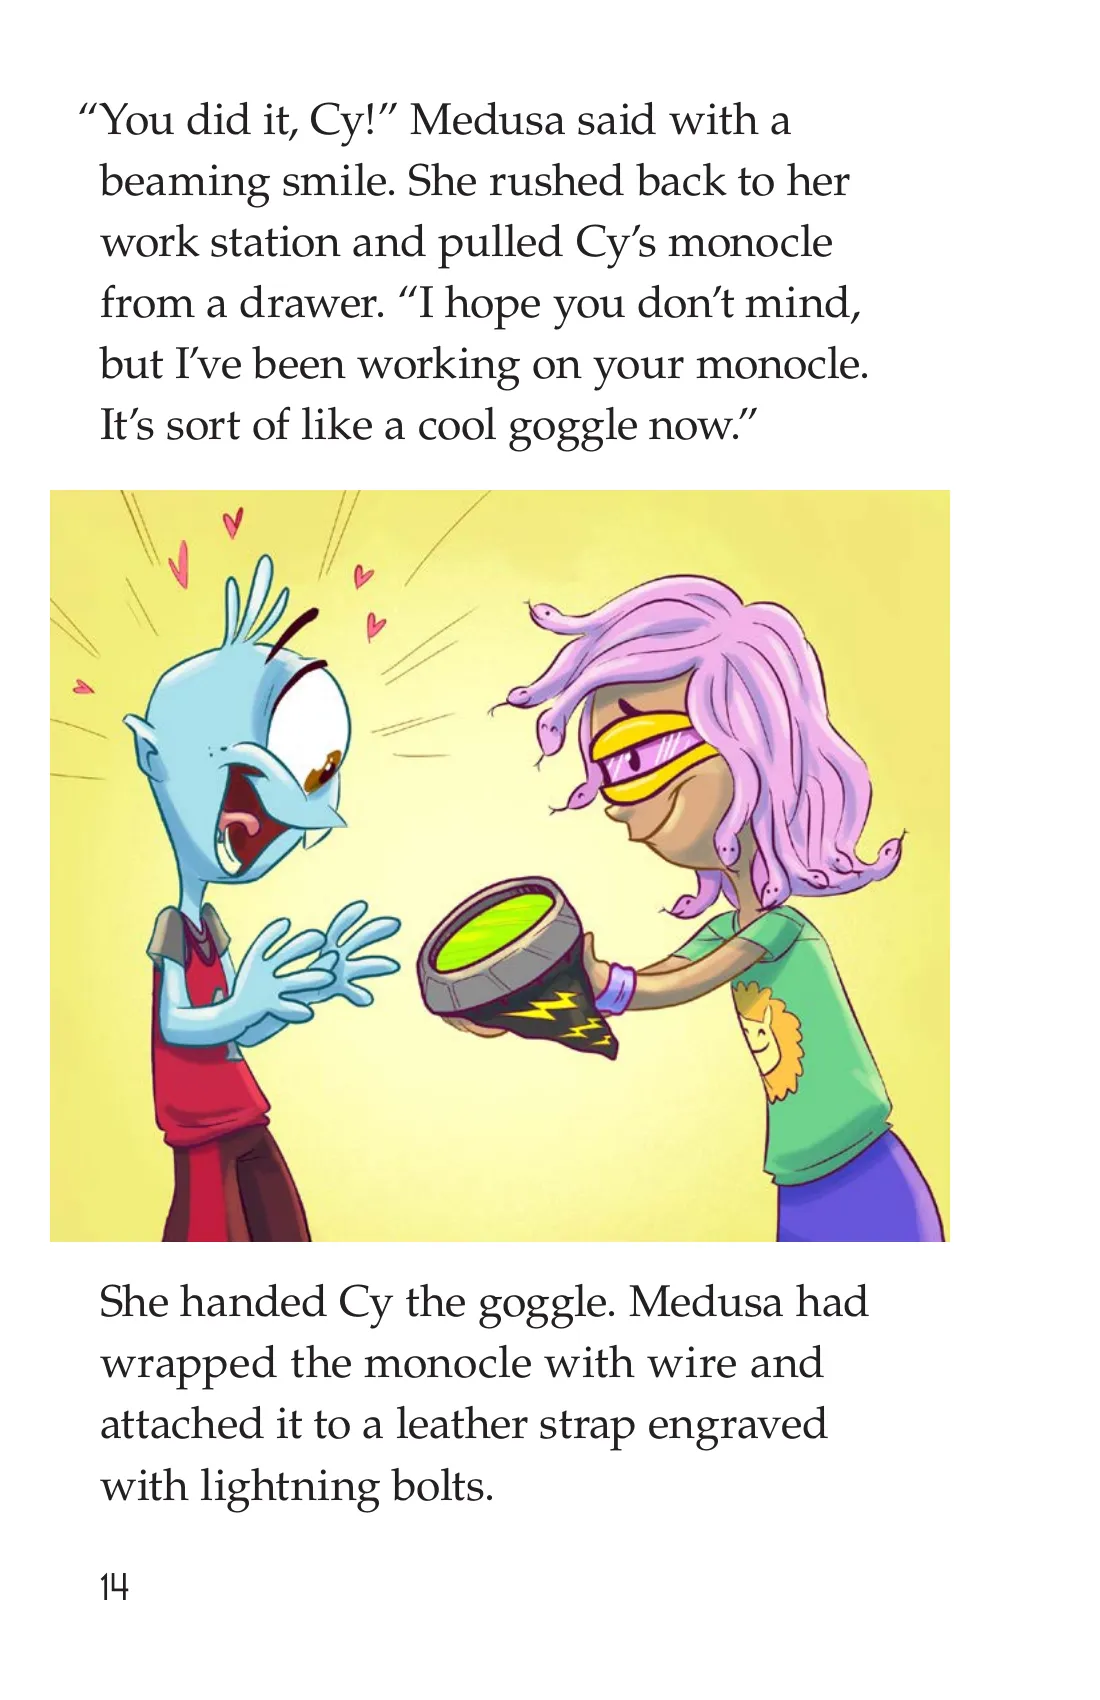 “You did it, Cy!” Medusa said with a
beaming smile. She rushed back to her
work station and pulled Cy’s monocle
from a drawer. “I hope you don’t mind,
but I’ve been working on your monocle.
It’s sort of like a cool goggle now.”
She handed Cy the goggle. Medusa had
wrapped the monocle with wire and
attached it to a leather strap engraved
with lightning bolts.
14